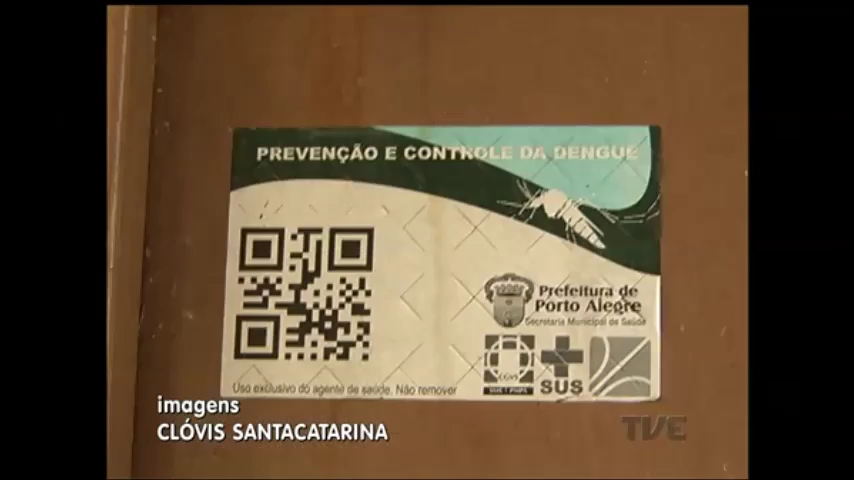 PREVENÇÃO E CONTROLE DA DENGUE
Prefeitura de
Porto Alegre
Secretaria Municipal de Saúde
CGVS
SUS
Uso exclusivo do agente de saúde. Não remover
imagens
CLÓVIS SANTACATARINA
TVE